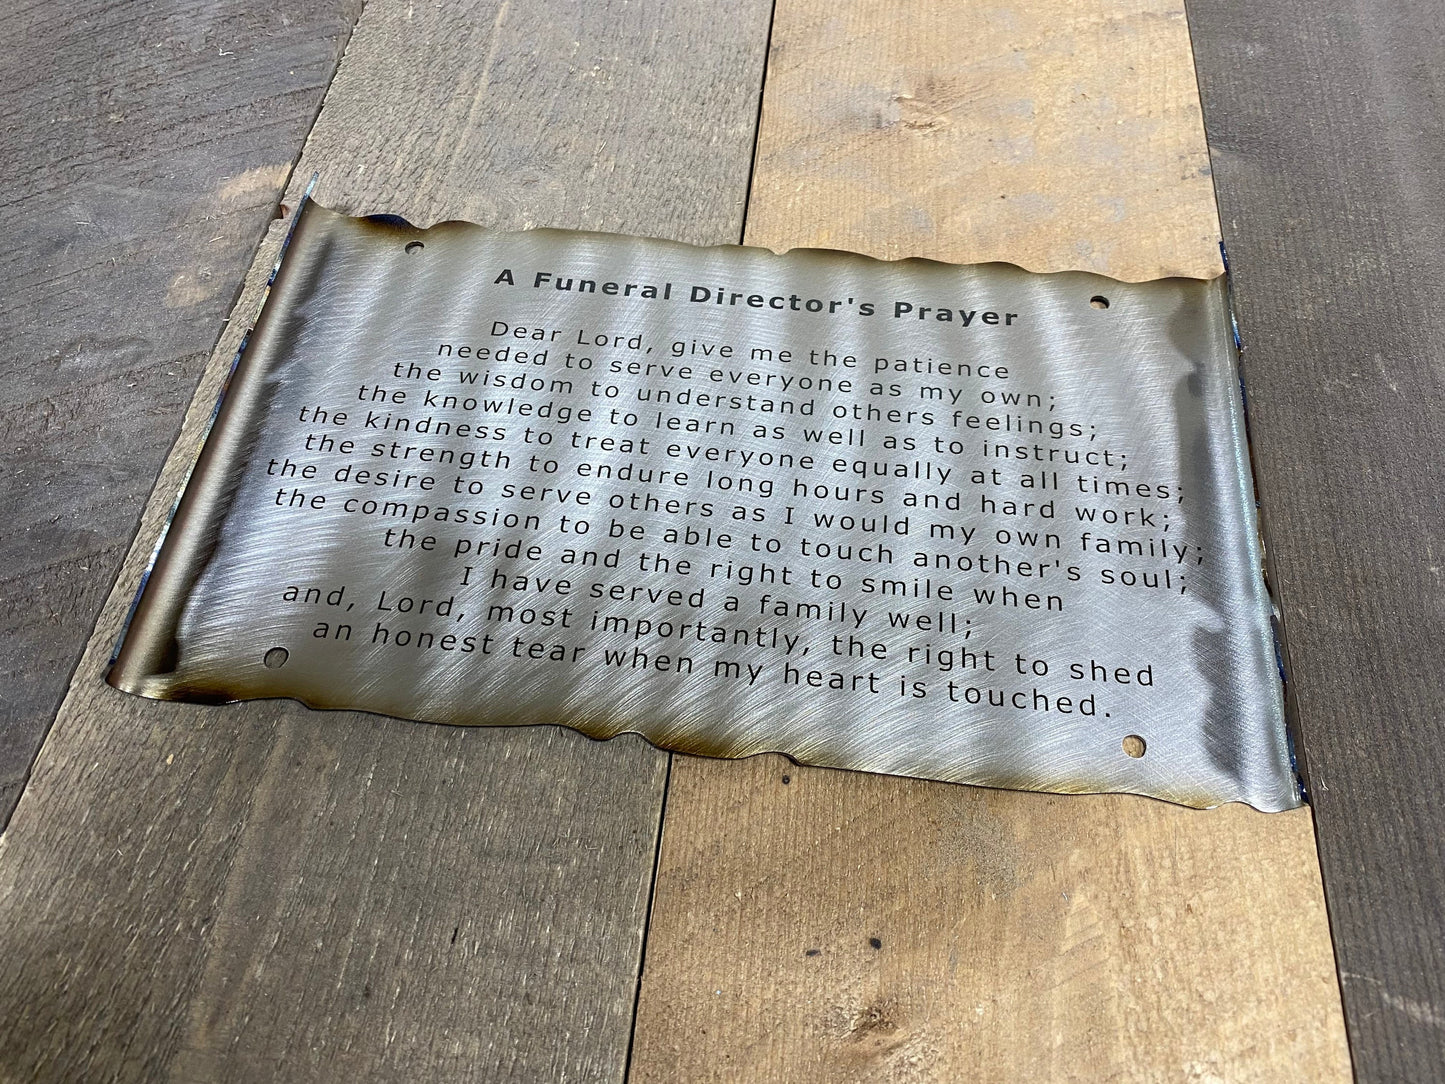 A Funeral Director's Prayer
Dear Lord, give me the patience
needed to serve everyone as my own;
the wisdom to understand others feelings;
the knowledge to learn as well as to instruct;
the kindness to treat everyone equally at all times;
the strength to endure long hours and hard work;
the desire to serve others as I would my own family;
the compassion to be able to touch another's soul;
the pride and the right to smile when
I have served a family well;
and, Lord, most importantly, the right to shed
an honest tear when my heart is touched.